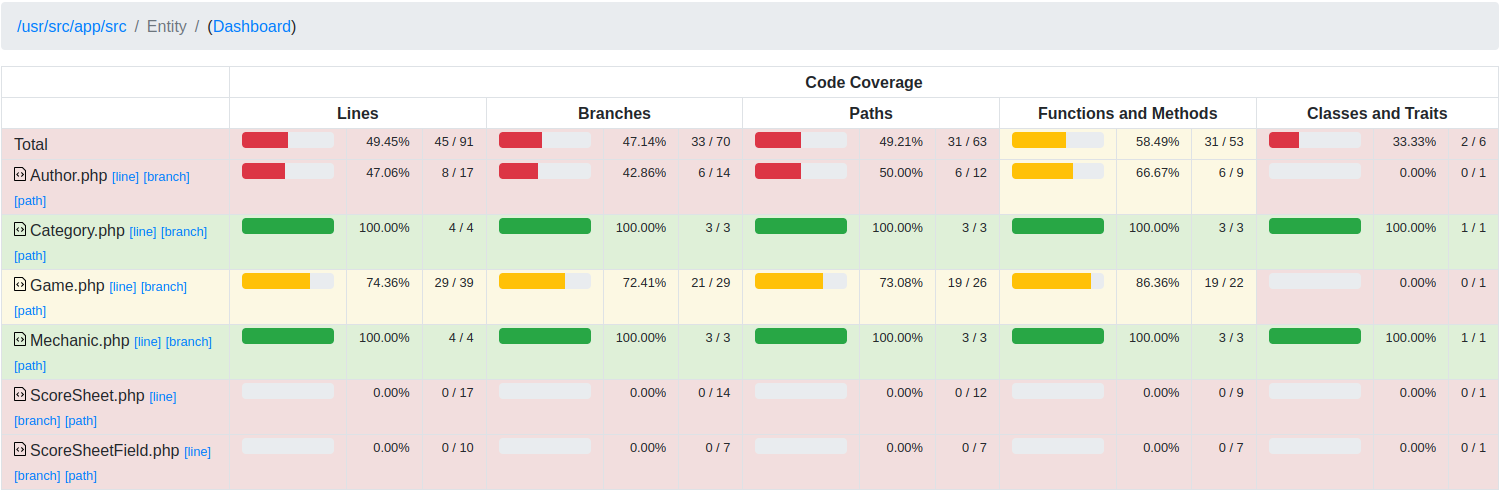 /usr/src/app/src / Entity / (Dashboard)
Code Coverage
Lines Branches Paths Functions and Methods Classes and Traits
Total 49.45% 45 / 91 47.14% 33 / 70 49.21% 31 / 63 58.49% 31 / 53 33.33% 2 / 6
Author.php [line] [branch] 47.06% 8 / 17 42.86% 6 / 14 50.00% 6 / 12 66.67% 6 / 9 0.00% 0 / 1
[path]
Category.php [line] [branch] 100.00% 4 / 4 100.00% 3 / 3 100.00% 3 / 3 100.00% 3 / 3 100.00% 1 / 1
[path]
Game.php [line] [branch] 74.36% 29 / 39 72.41% 21 / 29 73.08% 19 / 26 86.36% 19 / 22 0.00% 0 / 1
[path]
Mechanic.php [line] [branch] 100.00% 4 / 4 100.00% 3 / 3 100.00% 3 / 3 100.00% 3 / 3 100.00% 1 / 1
[path]
ScoreSheet.php [line] 0.00% 0 / 17 0.00% 0 / 14 0.00% 0 / 12 0.00% 0 / 9 0.00% 0 / 1
[branch] [path]
ScoreSheetField.php [line] 0.00% 0 / 10 0.00% 0 / 7 0.00% 0 / 7 0.00% 0 / 7 0.00% 0 / 1
[branch] [path]